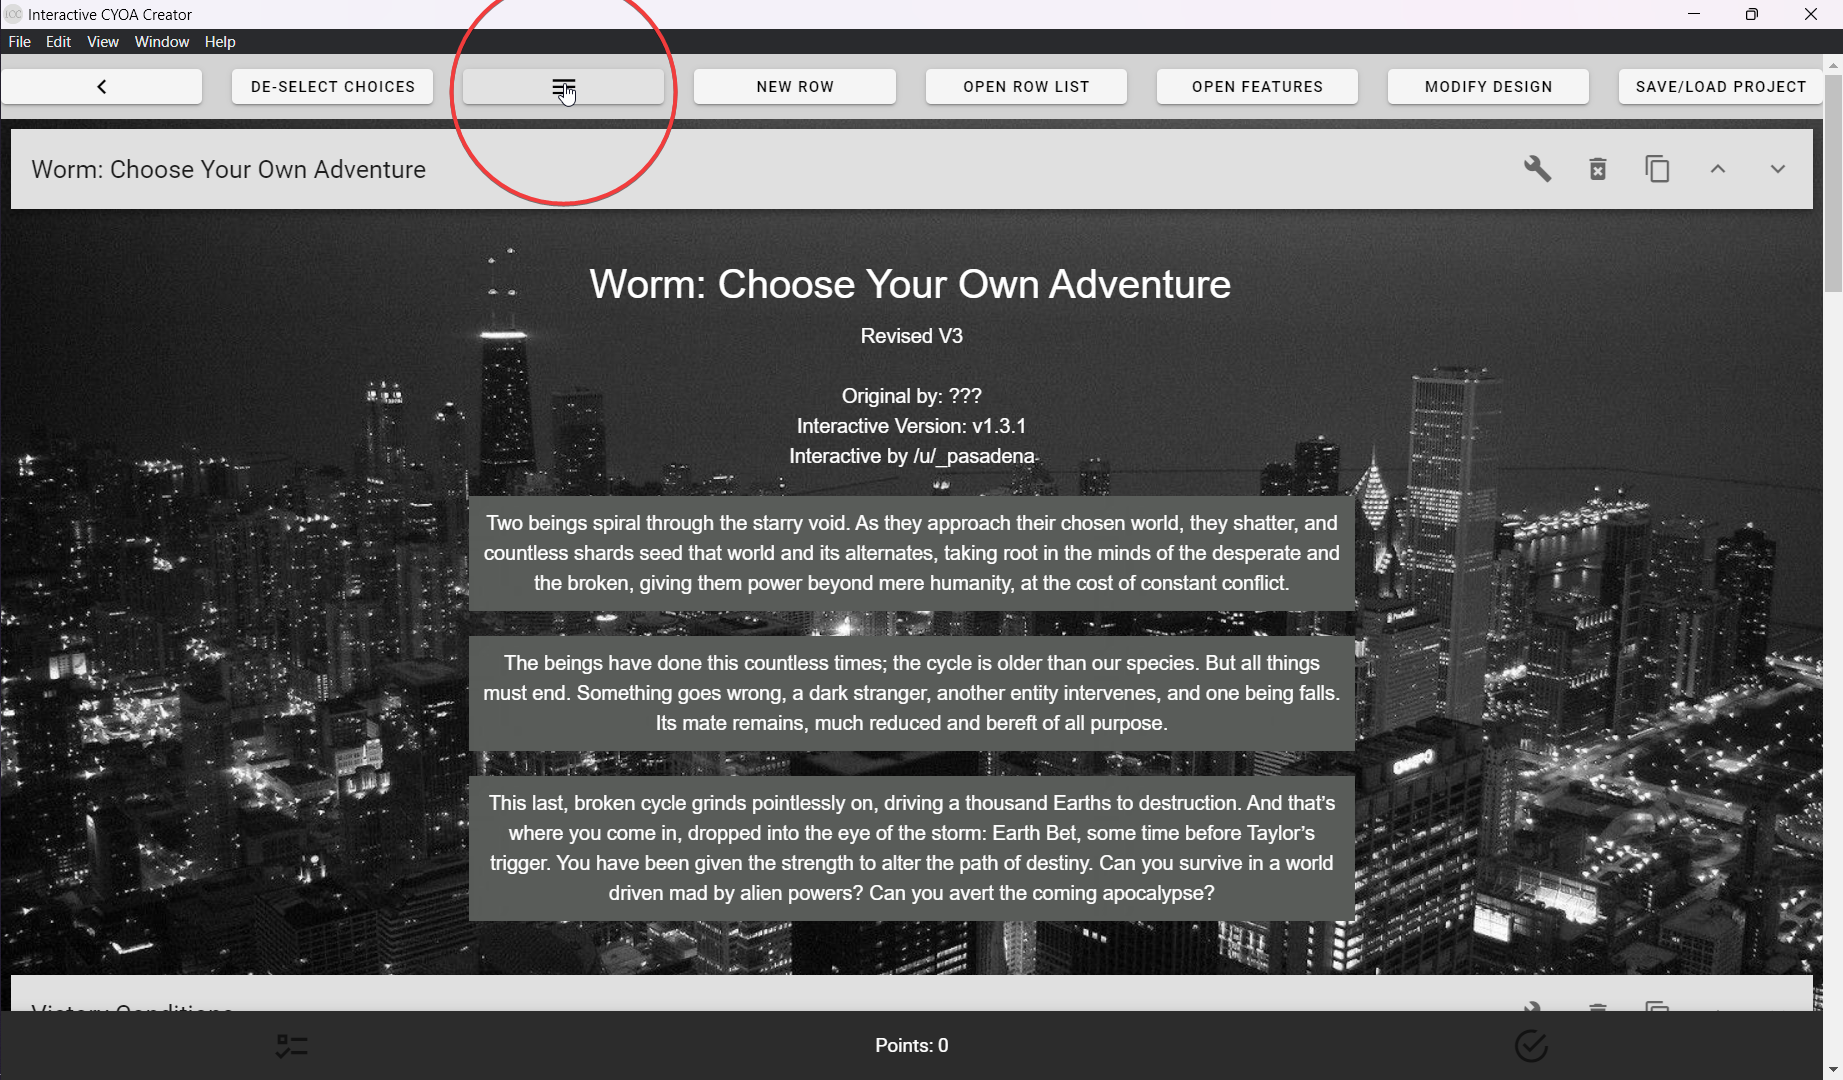 ICC Interactive CYOA Creator
File Edit View Window Help
DE-SELECT CHOICES NEW ROW OPEN ROW LIST OPEN FEATURES MODIFY DESIGN SAVE/LOAD PROJECT
Worm: Choose Your Own Adventure
Worm: Choose Your Own Adventure
Revised V3
Original by: ???
Interactive Version: v1.3.1
Interactive by /u/_pasadena-
Two beings spiral through the starry void. As they approach their chosen world, they shatter, and
countless shards seed that world and its alternates, taking root in the minds of the desperate and
the broken, giving them power beyond mere humanity, at the cost of constant conflict.
The beings have done this countless times; the cycle is older than our species. But all things
must end. Something goes wrong, a dark stranger, another entity intervenes, and one being falls.
Its mate remains, much reduced and bereft of all purpose.
This last, broken cycle grinds pointlessly on, driving a thousand Earths to destruction. And that’s
where you come in, dropped into the eye of the storm: Earth Bet, some time before Taylor’s
trigger. You have been given the strength to alter the path of destiny. Can you survive in a world
driven mad by alien powers? Can you avert the coming apocalypse?
Victory Conditions
Points: 0